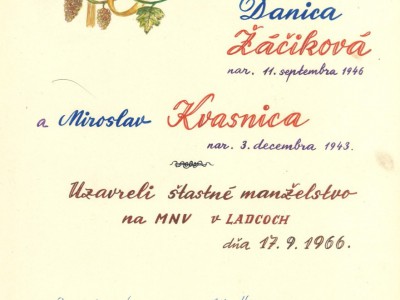 Danica
Žáčiková
nar. 11. septembra 1946
a Miroslav Kvasnica
nar. 3. decembra 1943.
Uzavreli šťastné manželstvo
na MNV v LADCOCH
dňa 17. 9. 1966.